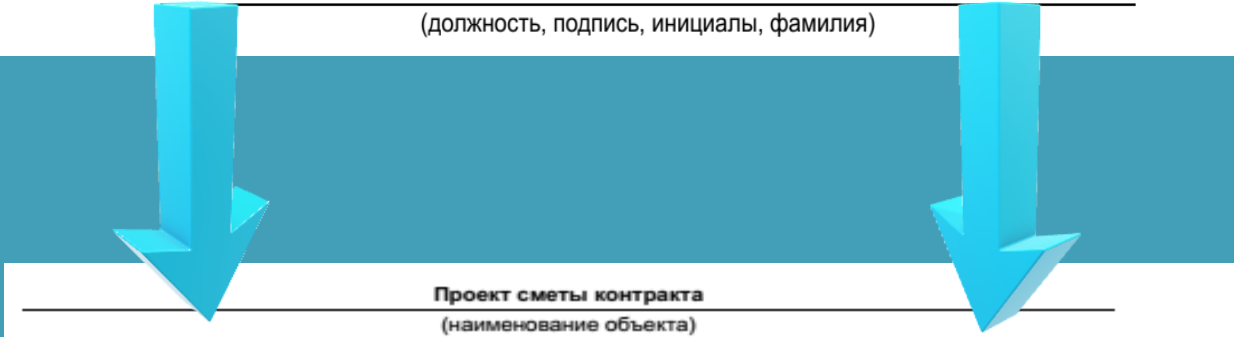 (должность, подпись, инициалы, фамилия)
Проект сметы контракта
(наименование объекта)